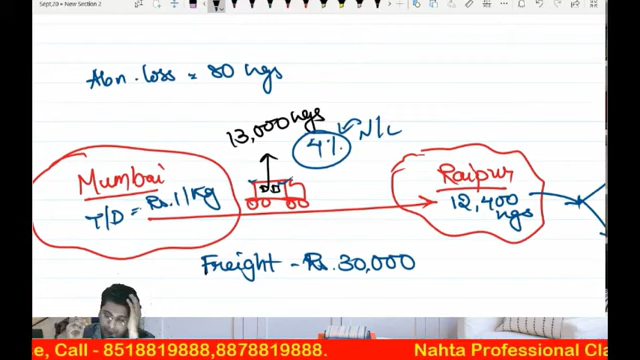 Sept,20 > New Section 2
Abn. loss = 80 kgs
13,000 kgs
4%
N/L
Mumbai
T/D = Rs.1/Kg
Raipur
12,400
kgs
Freight - Rs. 30,000
e, Call - 8518819888,8878819888.
Nahta Professional Cla